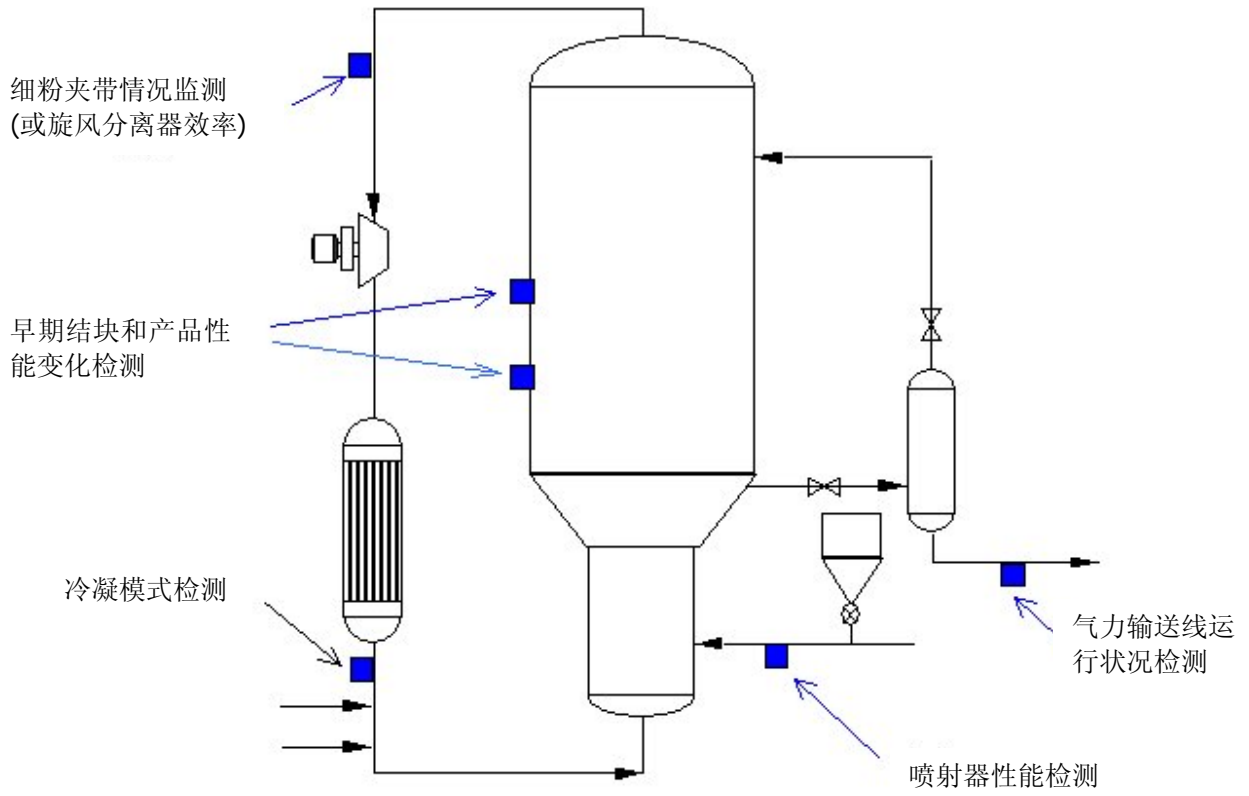 细粉夹带情况监测
(或旋风分离器效率)
早期结块和产品性
能变化检测
冷凝模式检测
气力输送线运
行状况检测
喷射器性能检测